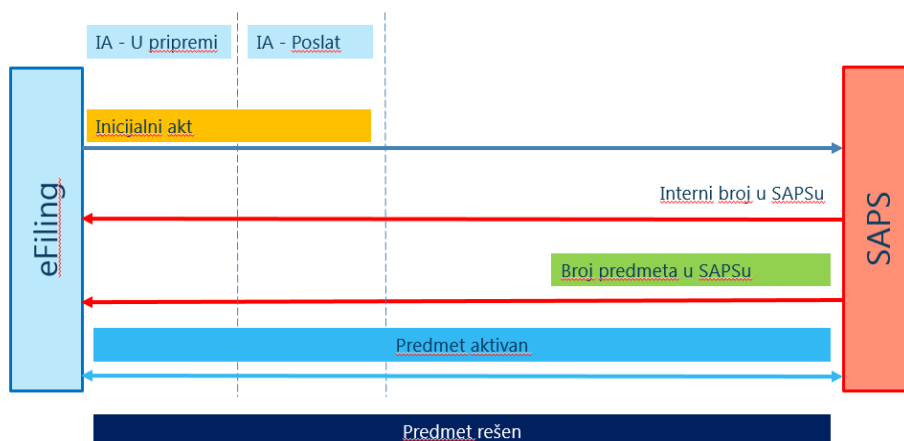 IA - U pripremi
IA - Poslat
eFiling
Inicijalni akt
Interni broj u SAPSu
SAPS
Broj predmeta u SAPSu
Predmet aktivan
Predmet rešen